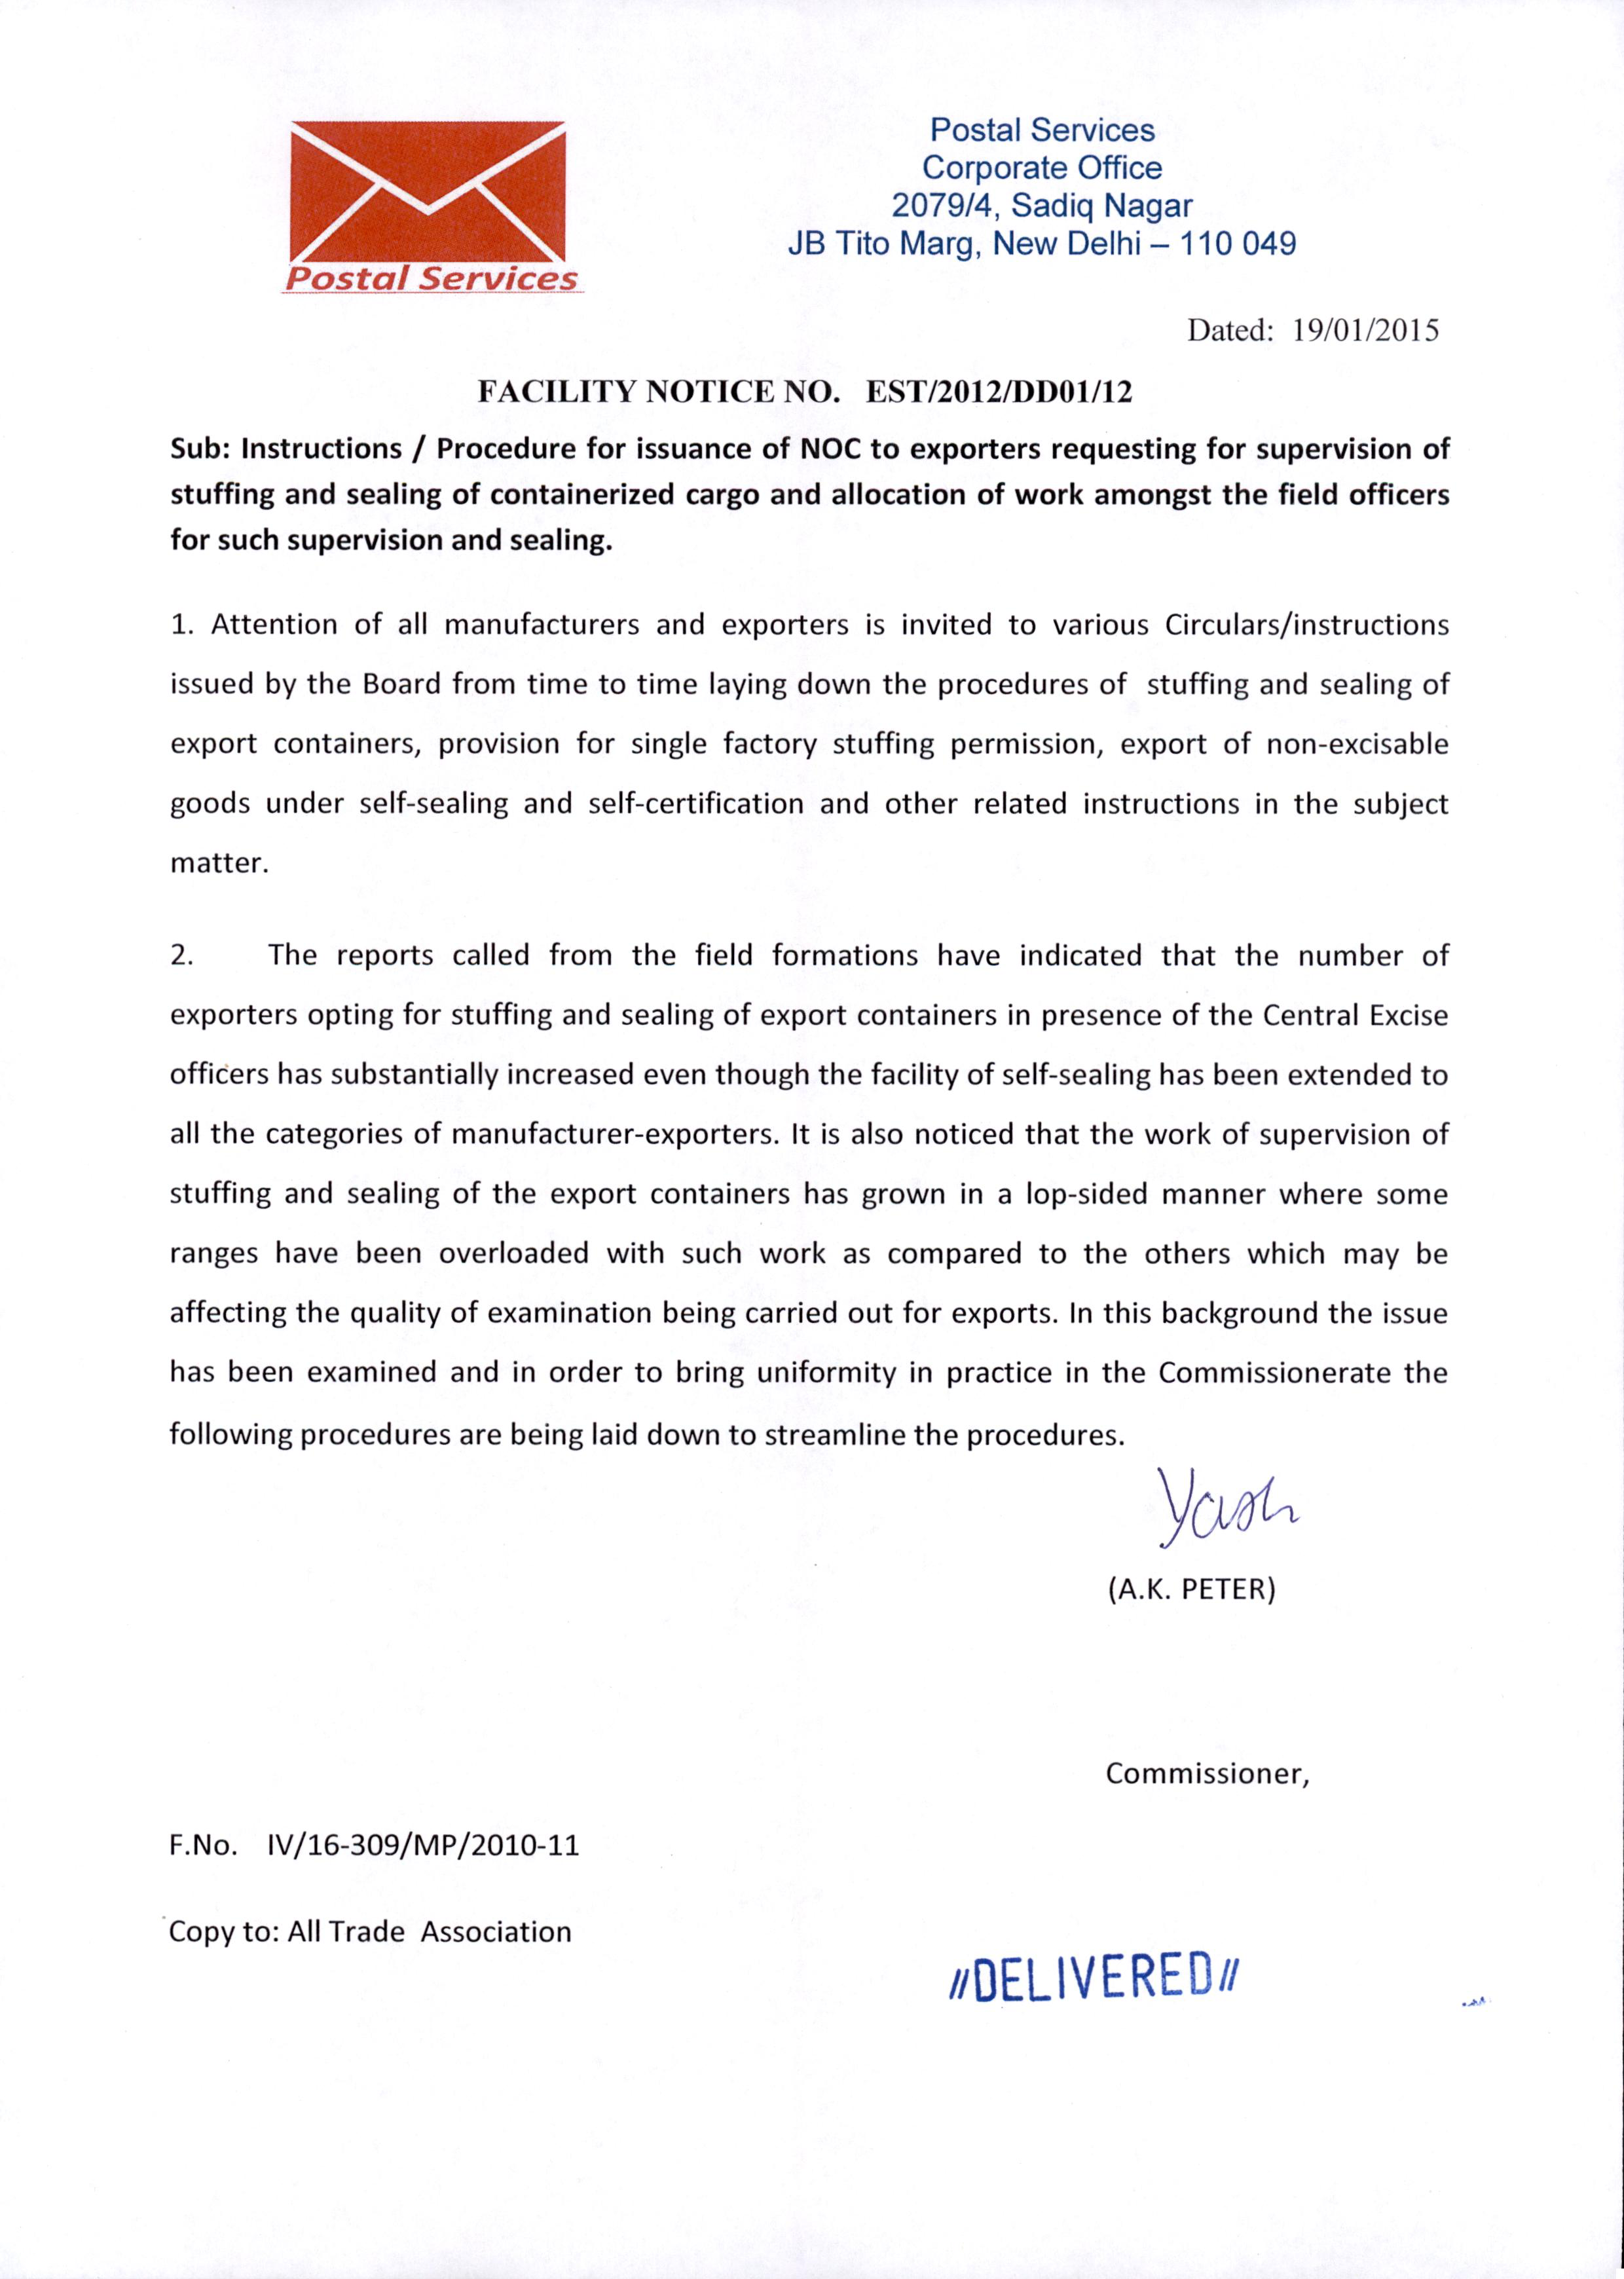 Postal Services
Postal Services
Corporate Office
2079/4, Sadiq Nagar
JB Tito Marg, New Delhi – 110 049
Dated: 19/01/2015
FACILITY NOTICE NO. EST/2012/DD01/12
Sub: Instructions / Procedure for issuance of NOC to exporters requesting for supervision of
stuffing and sealing of containerized cargo and allocation of work amongst the field officers
for such supervision and sealing.
1. Attention of all manufacturers and exporters is invited to various Circulars/instructions
issued by the Board from time to time laying down the procedures of stuffing and sealing of
export containers, provision for single factory stuffing permission, export of non-excisable
goods under self-sealing and self-certification and other related instructions in the subject
matter.
2. The reports called from the field formations have indicated that the number of
exporters opting for stuffing and sealing of export containers in presence of the Central Excise
officers has substantially increased even though the facility of self-sealing has been extended to
all the categories of manufacturer-exporters. It is also noticed that the work of supervision of
stuffing and sealing of the export containers has grown in a lop-sided manner where some
ranges have been overloaded with such work as compared to the others which may be
affecting the quality of examination being carried out for exports. In this background the issue
has been examined and in order to bring uniformity in practice in the Commissionerate the
following procedures are being laid down to streamline the procedures.
Yash
(A.K. PETER)
Commissioner,
F.No. IV/16-309/MP/2010-11
Copy to: All Trade Association
//DELIVERED//